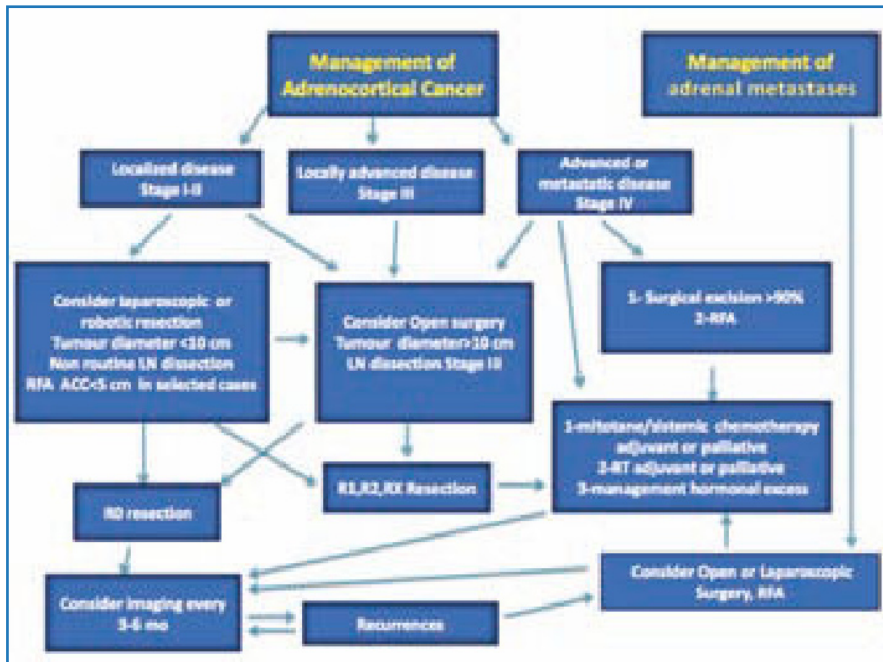 Management of
Adrenocortical Cancer
Management of
adrenal metastases
Localized disease
Stage I-II
Locally advanced disease
Stage III
Advanced or
metastatic disease
Stage IV
Consider laparoscopic or
robotic resection
Tumour diameter <10 cm
Non routine LN dissection
RFA ACC<5 cm in selected cases
Consider Open surgery
Tumour diameter>10 cm
LN dissection Stage III
1- Surgical excision >90%
2-RFA
1-mitotane/sistemic chemotherapy
adjuvant or palliative
2-RT adjuvant or palliative
3-management hormonal excess
R0 resection
R1,R2,RX Resection
Consider imaging every
3-6 mo
Recurrences
Consider Open or Laparoscopic
Surgery, RFA